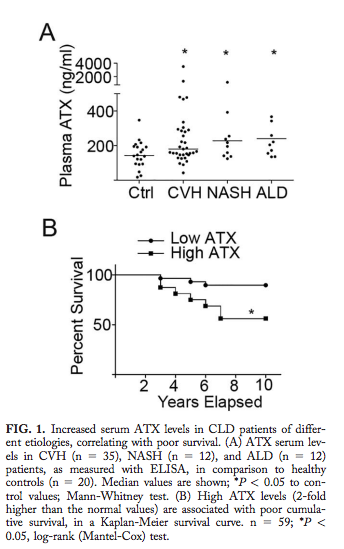 A
Plasma ATX (ng/ml)
4000
2000
400
200
* * *
Ctrl CVH NASH ALD
B
Low ATX
High ATX
Percent Survival
100
50
*
2 4 6 8 10
Years Elapsed
FIG. 1. Increased serum ATX levels in CLD patients of differ-
ent etiologies, correlating with poor survival. (A) ATX serum lev-
els in CVH (n = 35), NASH (n = 12), and ALD (n = 12)
patients, as measured with ELISA, in comparison to healthy
controls (n = 20). Median values are shown; *P < 0.05 to con-
trol values; Mann-Whitney test. (B) High ATX levels (2-fold
higher than the normal values) are associated with poor cumula-
tive survival, in a Kaplan-Meier survival curve. n = 59; *P <
0.05, log-rank (Mantel-Cox) test.